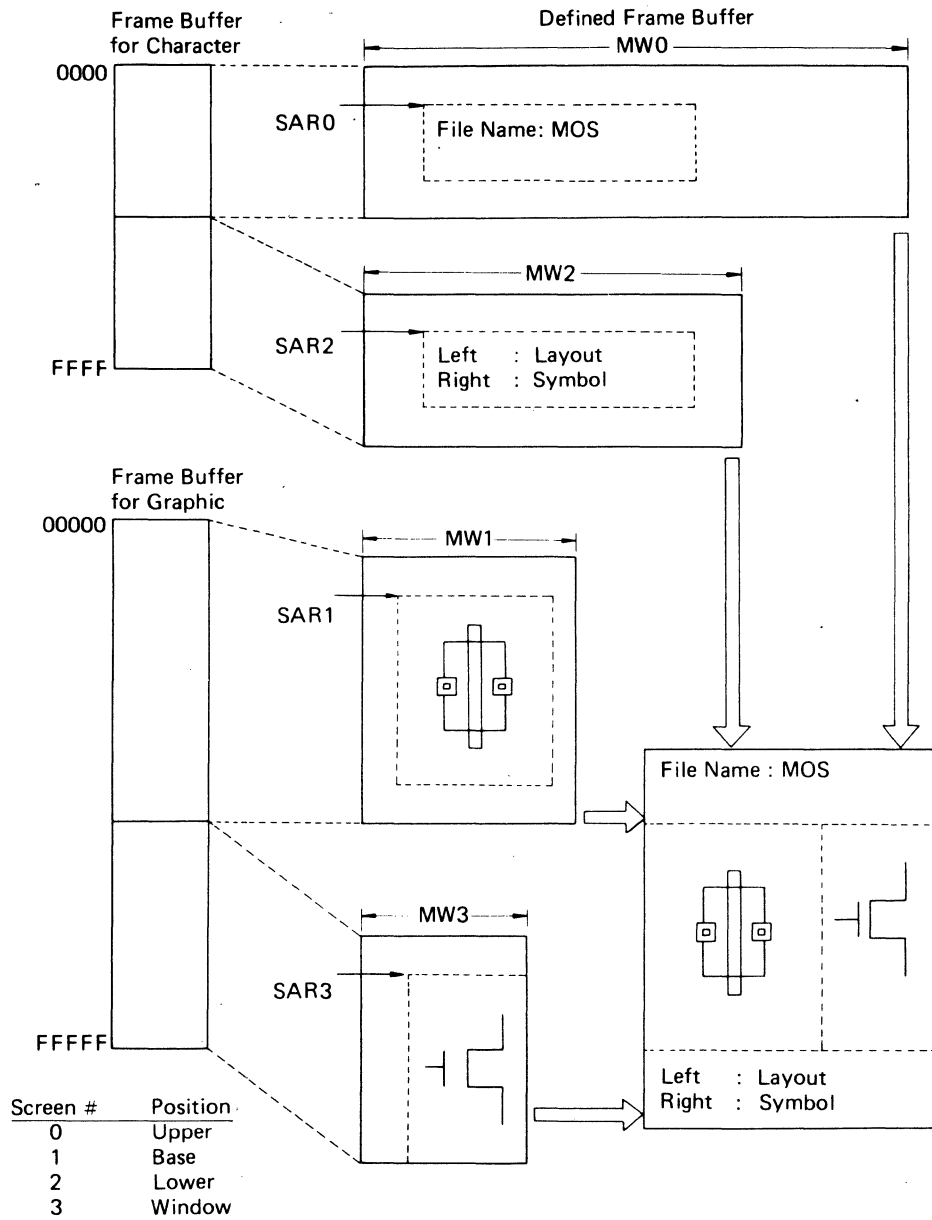 Frame Buffer
for Character
Defined Frame Buffer
MW0
0000
SAR0
File Name: MOS
MW2
SAR2
Left : Layout
Right : Symbol
FFFF
Frame Buffer
for Graphic
00000
MW1
SAR1
File Name : MOS
MW3
SAR3
FFFFF
Left : Layout
Right : Symbol
Screen # Position
0 Upper
1 Base
2 Lower
3 Window